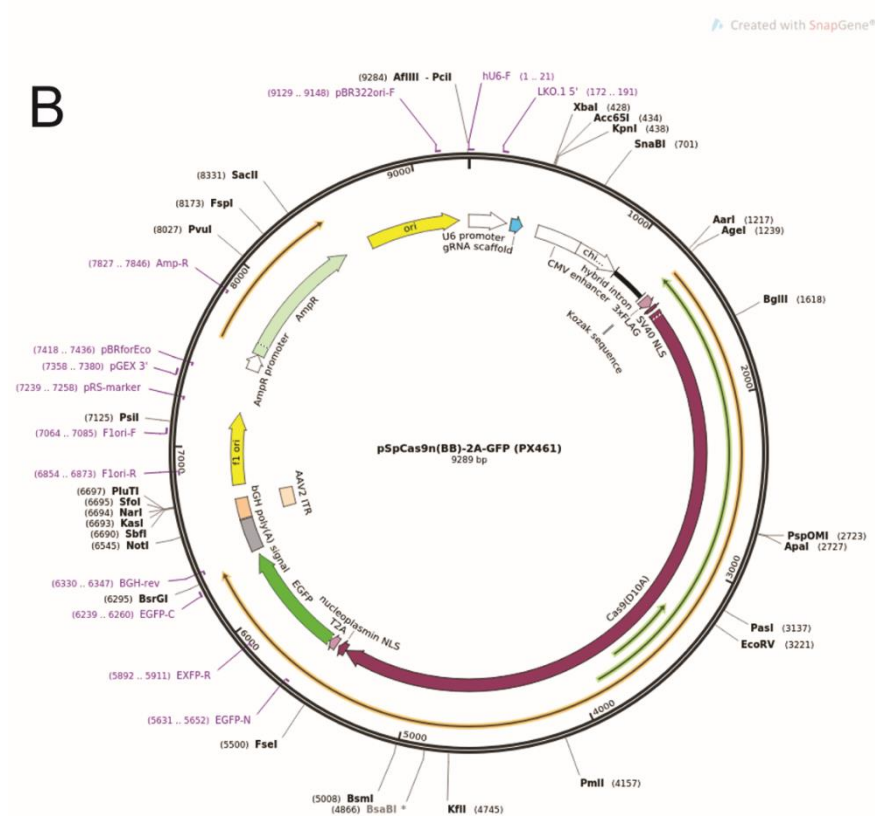 Created with SnapGene®
B
(9284) AflIII - PciI
hU6-F (1 .. 21)
(9129 .. 9148) pBR322ori-F
LKO.1 5' (172 .. 191)
XbaI (428)
Acc65I (434)
KpnI (438)
SnaBI (701)
(8331) SacII
(8173) FspI
(8027) PvuI
(7827 .. 7846) Amp-R
(7418 .. 7436) pBRforEco
(7358 .. 7380) pGEX 3'
(7239 .. 7258) pRS-marker
(7125) PsiI
(7064 .. 7085) F1ori-F
(6854 .. 6873) F1ori-R
(6697) PluTI
(6695) SfoI
(6694) NarI
(6693) KasI
(6690) SbfI
(6545) NotI
(6330 .. 6347) BGH-rev
(6295) BsrGI
(6239 .. 6260) EGFP-C
(5892 .. 5911) EXFP-R
(5631 .. 5652) EGFP-N
(5500) FseI
(5008) BsmI
(4866) BsaBI *
KflI (4745)
PmlI (4157)
EcoRV (3221)
PasI (3137)
ApaI (2727)
PspOMI (2723)
BglII (1618)
AgeI (1239)
AarI (1217)
1000
2000
3000
4000
5000
6000
7000
8000
9000
ori
U6 promoter
gRNA scaffold
chi...
CMV enhancer
hybrid intron
3xFLAG
SV40 NLS
Kozak sequence
AmpR
AmpR promoter
f1 ori
AAV2 ITR
bGH poly(A) signal
EGFP
T2A
nucleoplasmin NLS
Cas9(D10A)
pSpCas9n(BB)-2A-GFP (PX461)
9289 bp